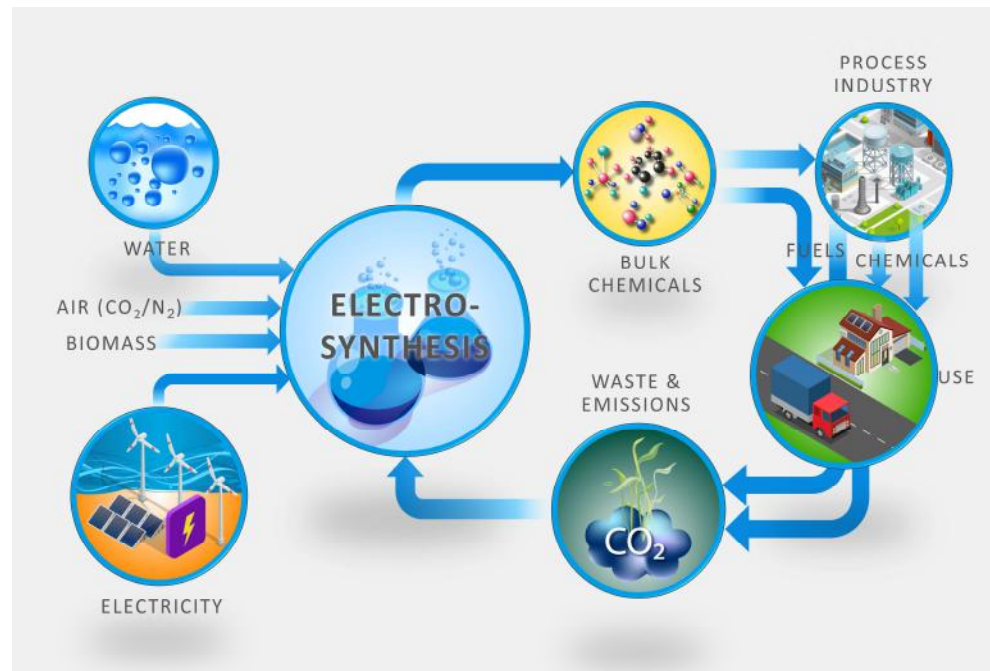 PROCESS
INDUSTRY
WATER
AIR (CO₂/N₂)
BIOMASS
ELECTRO-
SYNTHESIS
BULK
CHEMICALS
FUELS
CHEMICALS
USE
WASTE &
EMISSIONS
CO₂
ELECTRICITY